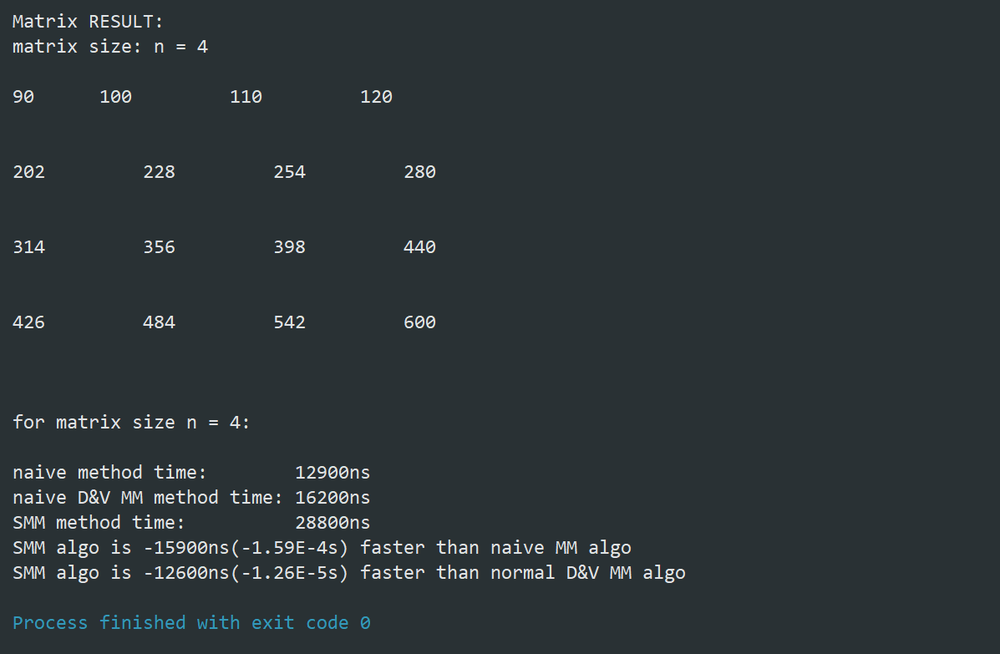 Matrix RESULT:
matrix size: n = 4
90 100 110 120
202 228 254 280
314 356 398 440
426 484 542 600
for matrix size n = 4:
naive method time: 12900ns
naive D&V MM method time: 16200ns
SMM method time: 28800ns
SMM algo is -15900ns(-1.59E-4s) faster than naive MM algo
SMM algo is -12600ns(-1.26E-5s) faster than normal D&V MM algo
Process finished with exit code 0